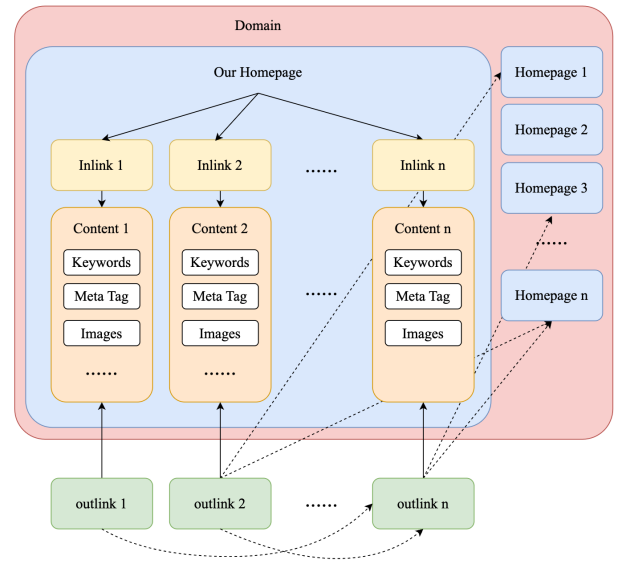 Domain
Our Homepage
Homepage 1
Homepage 2
Homepage 3
......
Homepage n
Inlink 1
Inlink 2
......
Inlink n
Content 1
Keywords
Meta Tag
Images
......
Content 2
Keywords
Meta Tag
Images
......
......
Content n
Keywords
Meta Tag
Images
outlink 1
outlink 2
......
outlink n